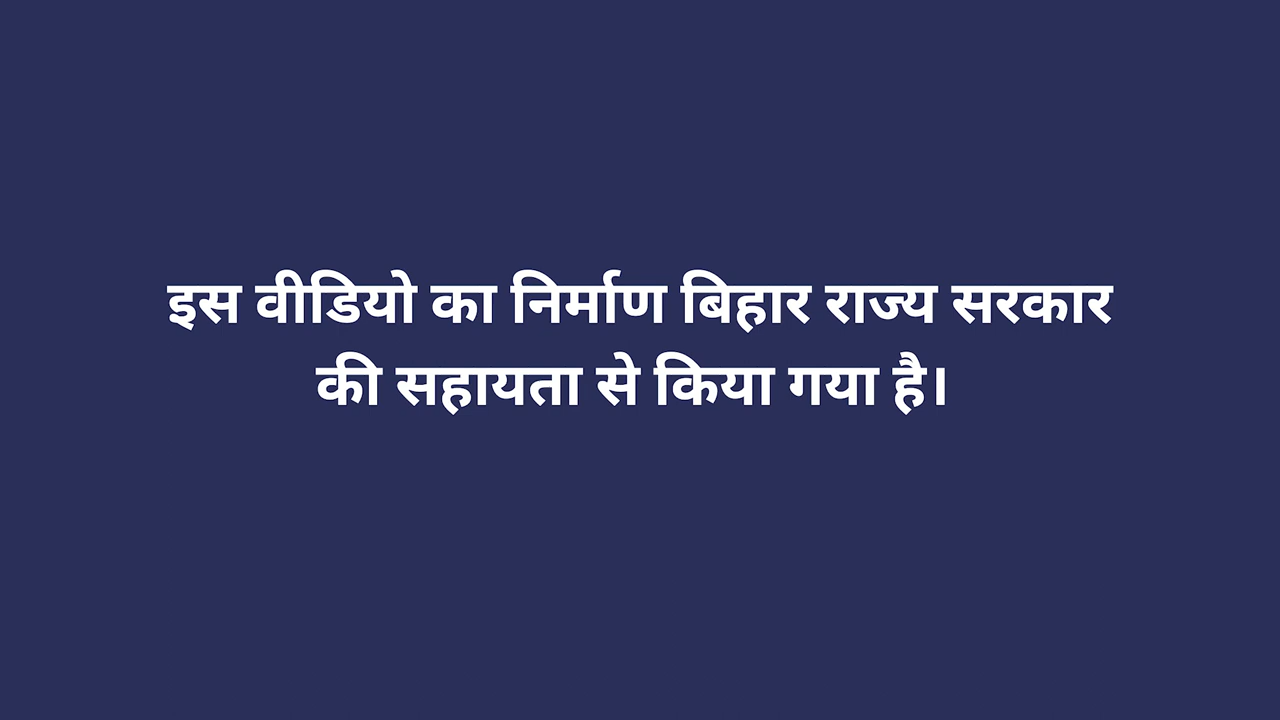 इस वीडियो का निर्माण बिहार राज्य सरकार
की सहायता से किया गया है।